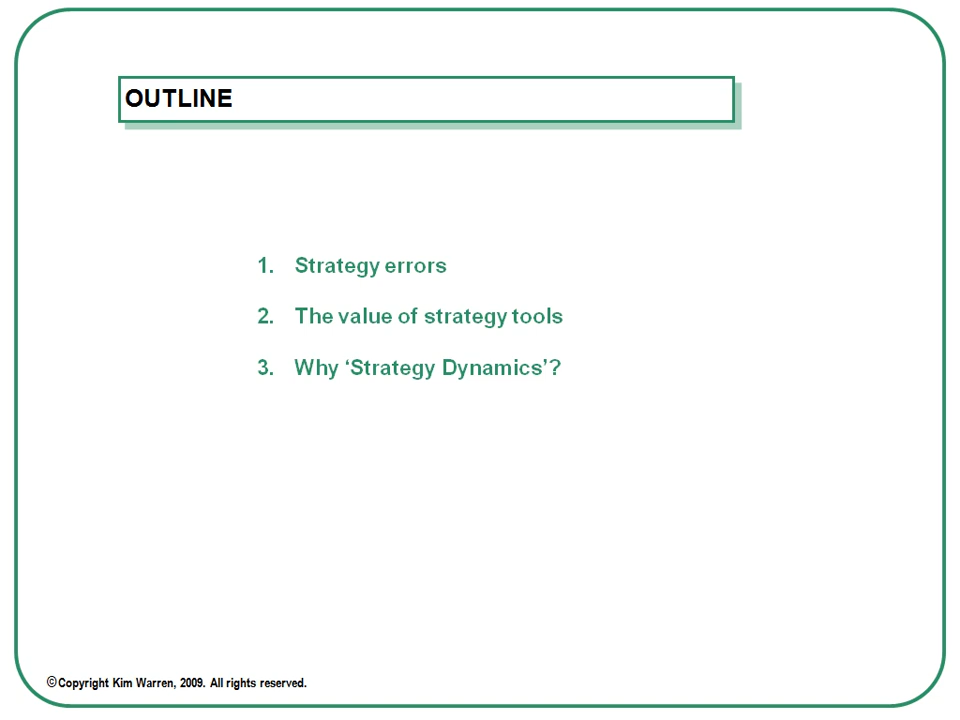 OUTLINE
1. Strategy errors
2. The value of strategy tools
3. Why ‘Strategy Dynamics’?
©Copyright Kim Warren, 2009. All rights reserved.